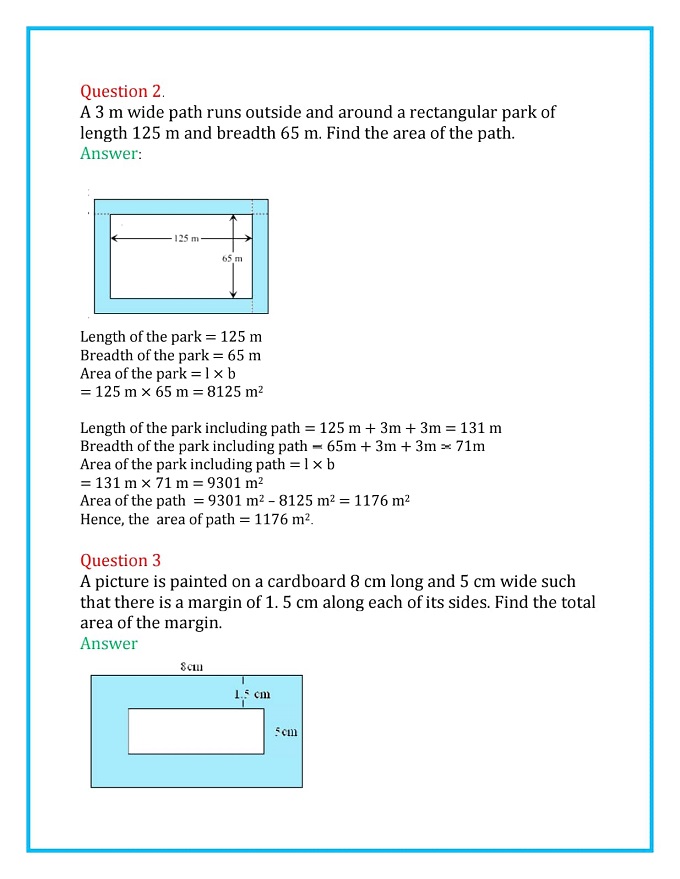 Question 2.
A 3 m wide path runs outside and around a rectangular park of
length 125 m and breadth 65 m. Find the area of the path.
Answer:
125 m
65 m
Length of the park = 125 m
Breadth of the park = 65 m
Area of the park = l × b
= 125 m × 65 m = 8125 m²
Length of the park including path = 125 m + 3m + 3m = 131 m
Breadth of the park including path = 65m + 3m + 3m = 71m
Area of the park including path = l × b
= 131 m × 71 m = 9301 m²
Area of the path = 9301 m² – 8125 m² = 1176 m²
Hence, the area of path = 1176 m².
Question 3
A picture is painted on a cardboard 8 cm long and 5 cm wide such
that there is a margin of 1. 5 cm along each of its sides. Find the total
area of the margin.
Answer
8cm
1.5 cm
5cm